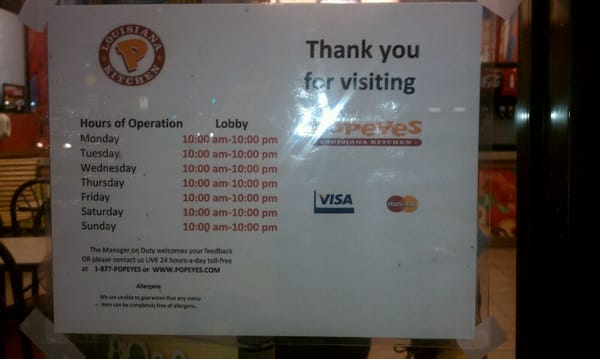 LOUISIANA
P
KITCHEN
Thank you
for visiting
POPEYES
LOUISIANA KITCHEN
Hours of Operation Lobby
Monday 10:00 am-10:00 pm
Tuesday 10:00 am-10:00 pm
Wednesday 10:00 am-10:00 pm
Thursday 10:00 am-10:00 pm
Friday 10:00 am-10:00 pm
Saturday 10:00 am-10:00 pm
Sunday 10:00 am-10:00 pm
VISA
MasterCard
The Manager on Duty welcomes your feedback
OR please contact us LIVE 24 hours-a-day toll-free
at 1-877-POPEYES or WWW.POPEYES.COM
Allergens
We are unable to guarantee that any menu
item can be completely free of allergens.